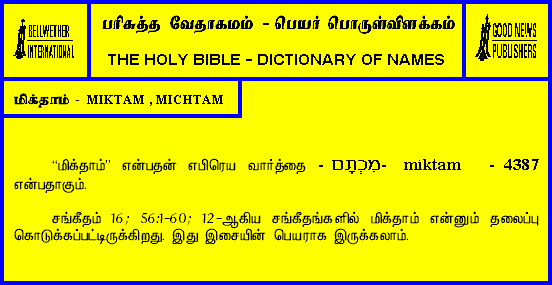 BELLWETHER
INTERNATIONAL
பரிசுத்த வேதாகமம் - பெயர் பொருள்விளக்கம்
THE HOLY BIBLE - DICTIONARY OF NAMES
GOOD NEWS
PUBLISHERS
மிக்தாம் - MIKTAM , MICHTAM
“மிக்தாம்” என்பதன் எபிரெய வார்த்தை - מִכְתָּם - miktam - 4387
என்பதாகும்.
சங்கீதம் 16; 56:1-60; 12-ஆகிய சங்கீதங்களில் மிக்தாம் என்னும் தலைப்பு
கொடுக்கப்பட்டிருக்கிறது. இது இசையின் பெயராக இருக்கலாம்.